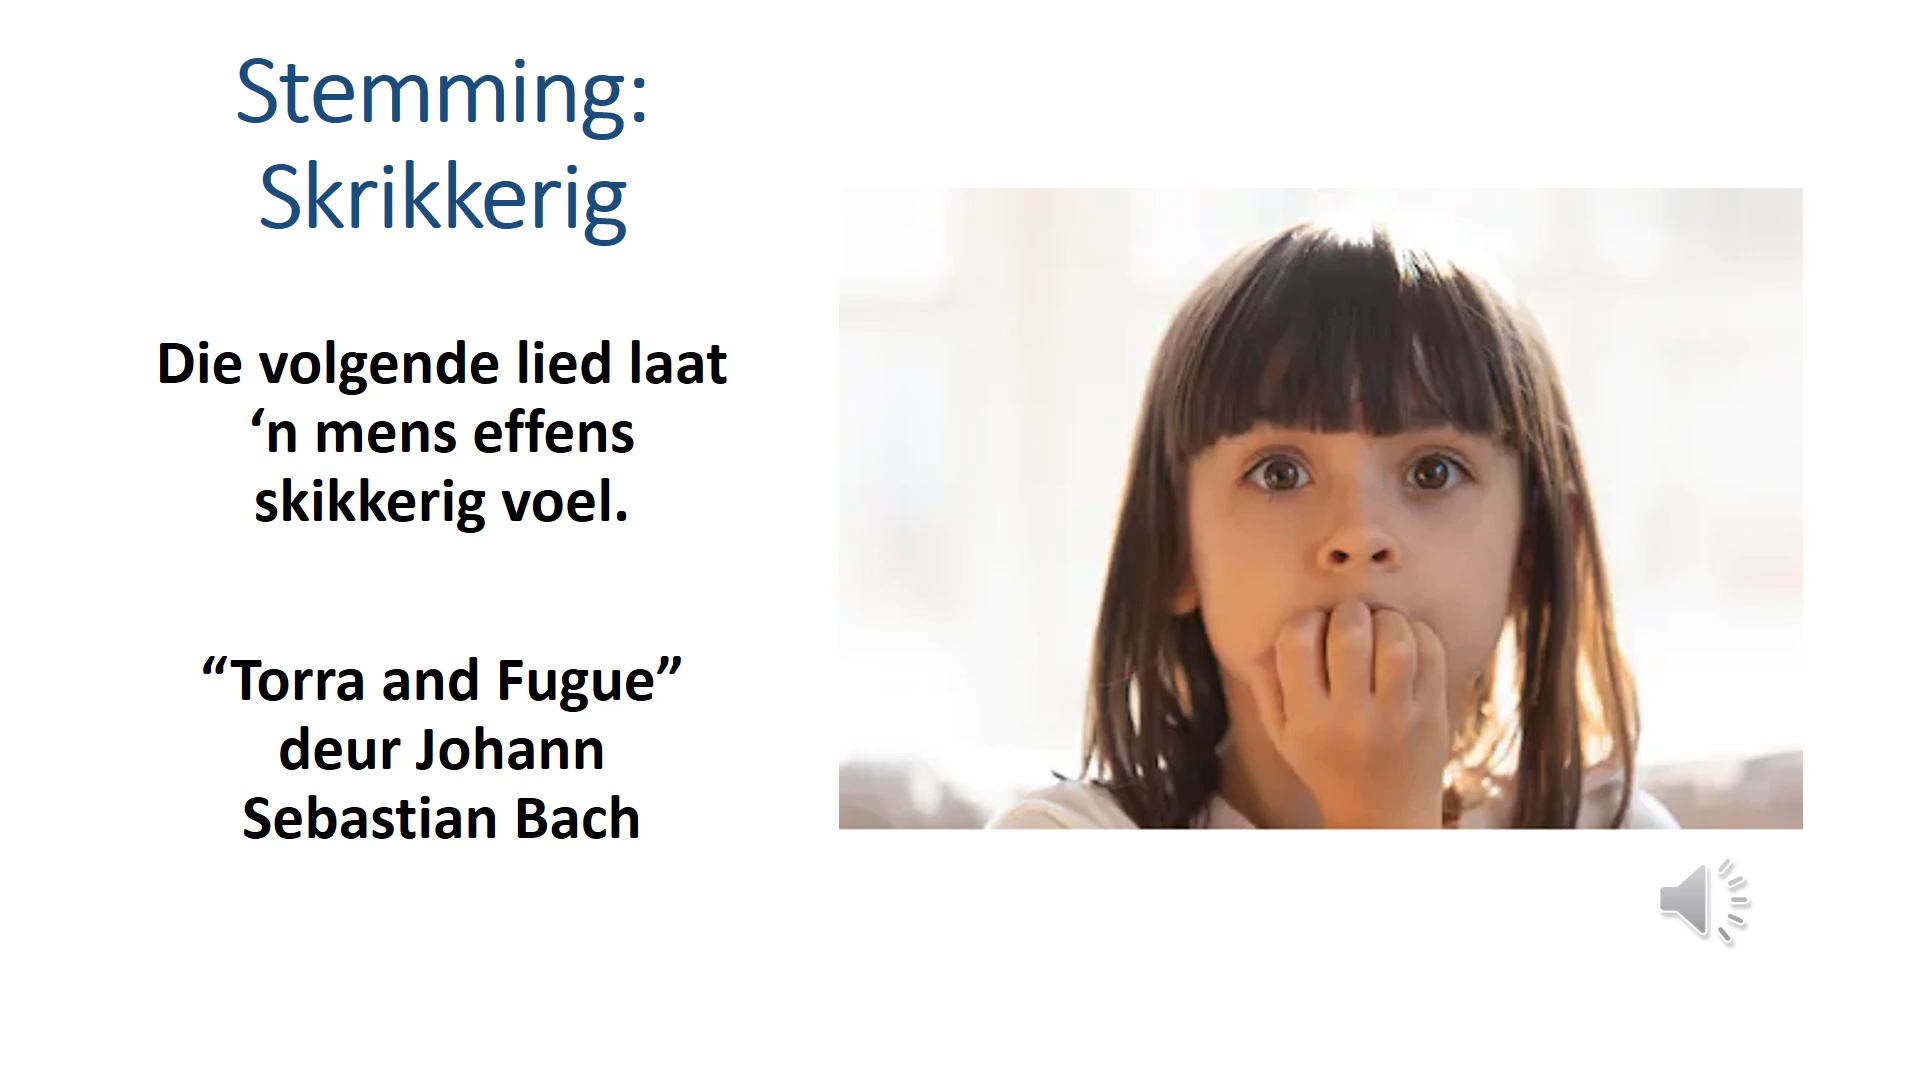 Stemming:
Skrikkerig
Die volgende lied laat
‘n mens effens
skikkerig voel.
“Torra and Fugue”
deur Johann
Sebastian Bach